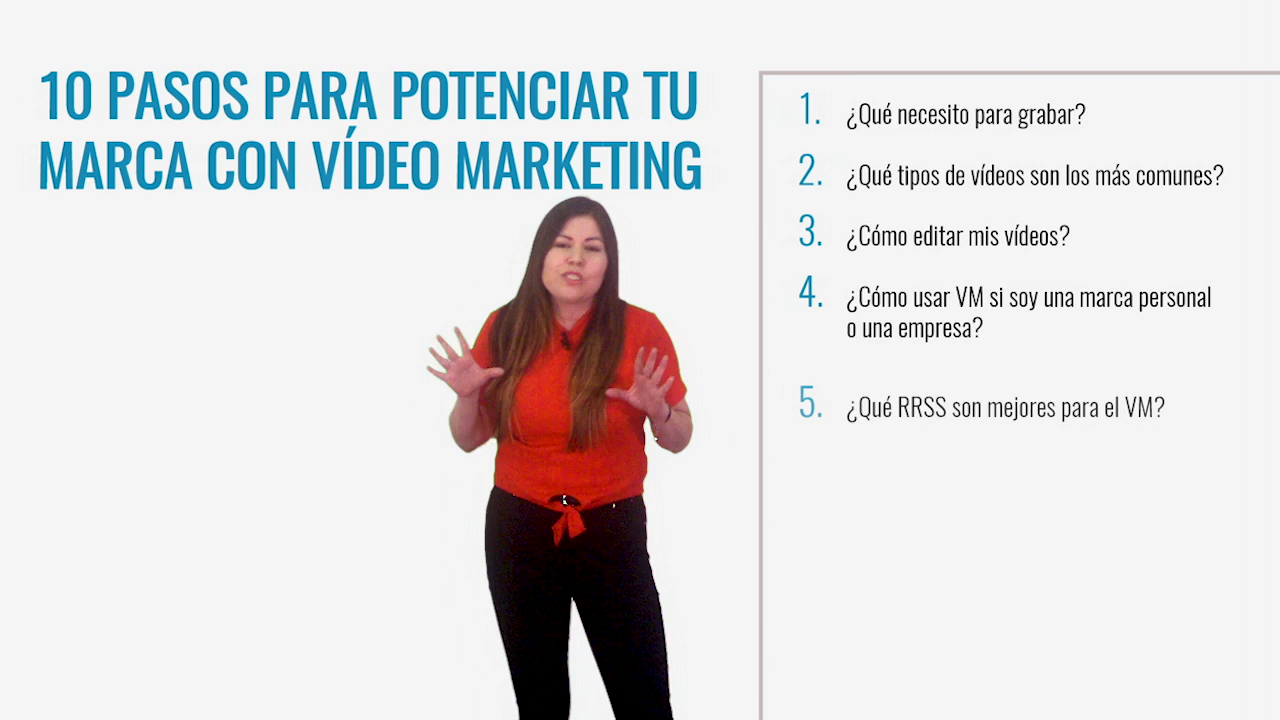 10 PASOS PARA POTENCIAR TU
MARCA CON VÍDEO MARKETING
1. ¿Qué necesito para grabar?
2. ¿Qué tipos de vídeos son los más comunes?
3. ¿Cómo editar mis vídeos?
4. ¿Cómo usar VM si soy una marca personal
o una empresa?
5. ¿Qué RRSS son mejores para el VM?